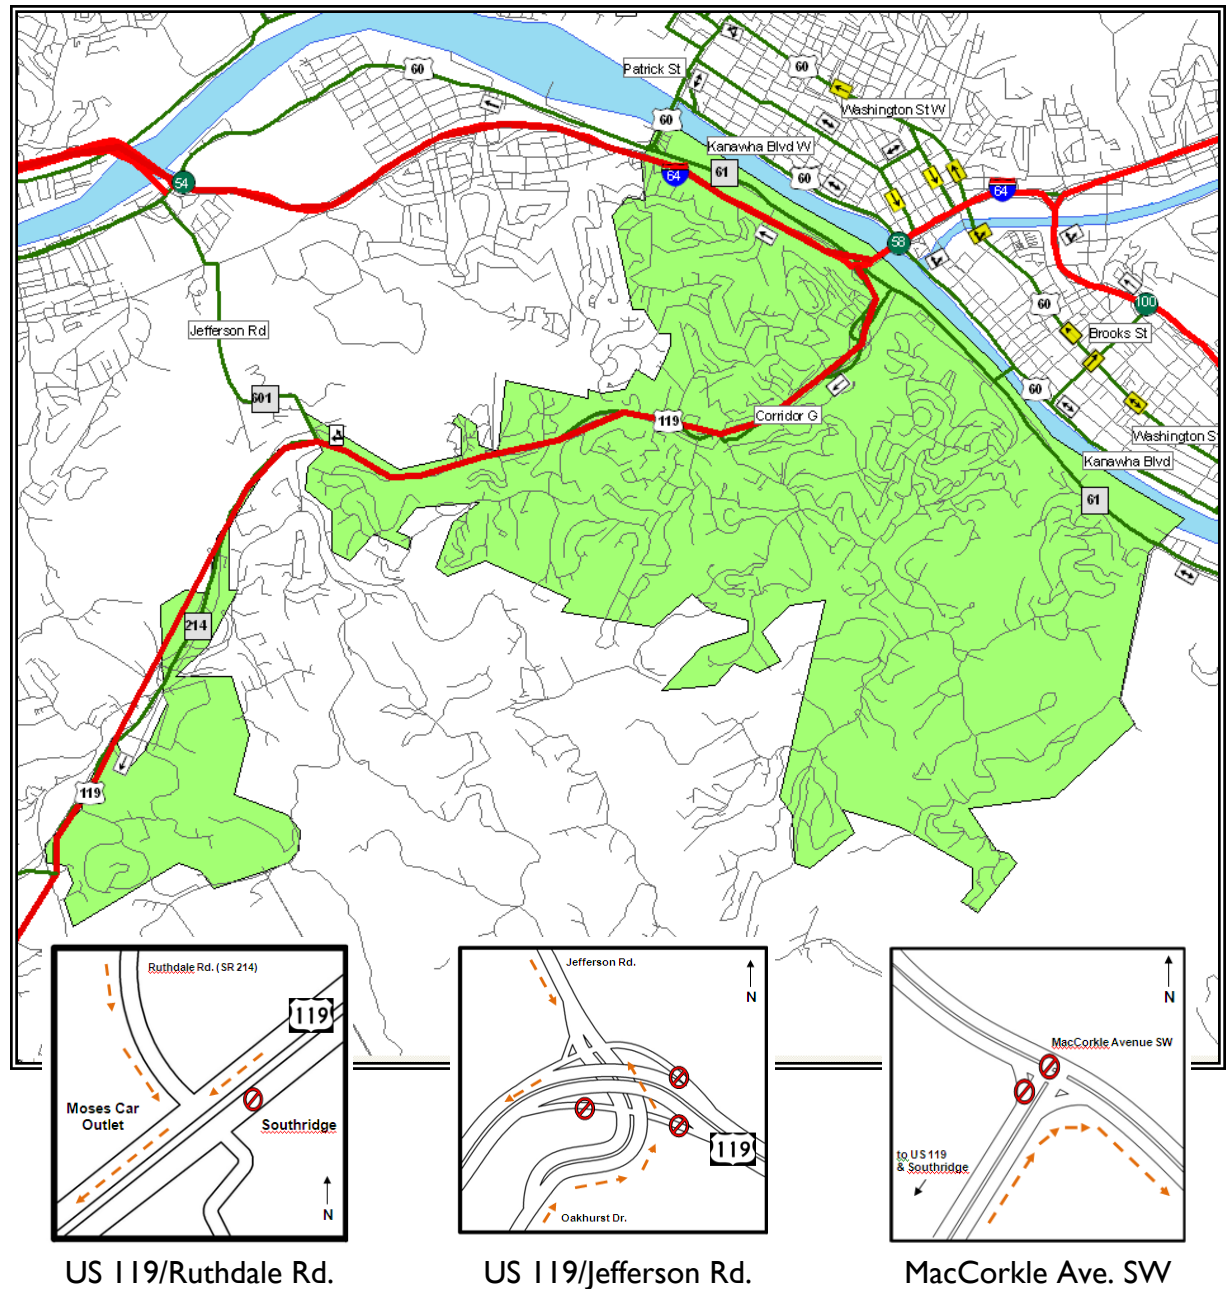 60
Patrick St
60
Washington St W
60
Kanawha Blvd W
54
64
61
60
64
58
60
100
Jefferson Rd
Brooks St
601
60
119
Corridor G
Washington S
Kanawha Blvd
61
214
119
Ruthdale Rd. (SR 214)
119
Moses Car
Outlet
Southridge
N
Jefferson Rd.
N
119
Oakhurst Dr.
N
MacCorkle Avenue SW
to US 119
& Southridge
US 119/Ruthdale Rd.
US 119/Jefferson Rd.
MacCorkle Ave. SW